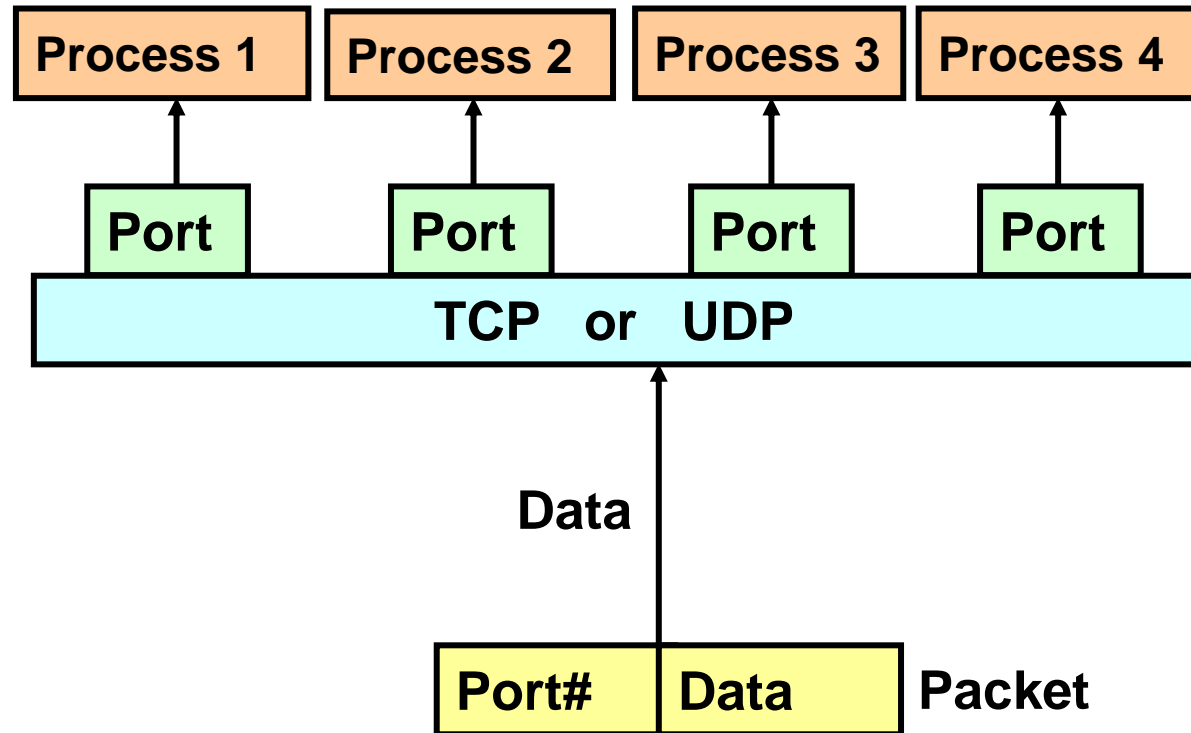 Process 1 Process 2 Process 3 Process 4
Port Port Port Port
TCP or UDP
Data
Port# Data Packet